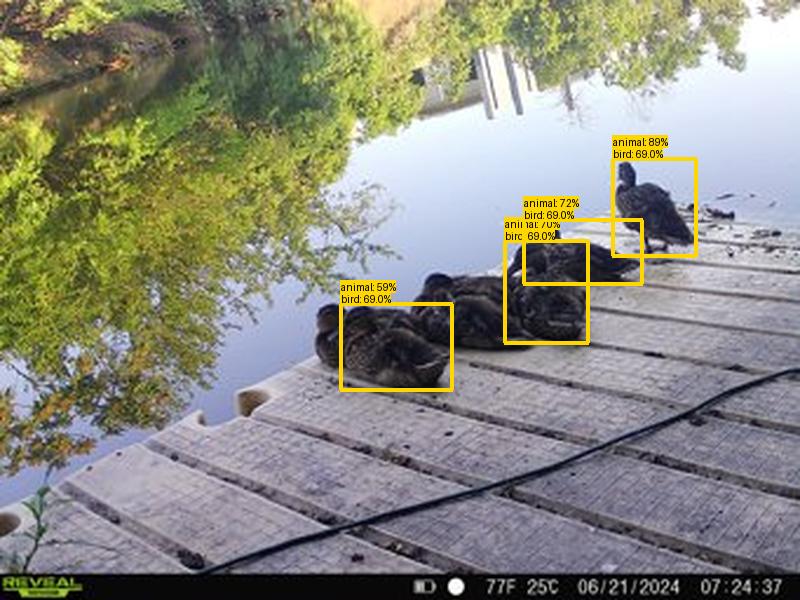 animal: 89%
bird: 69.0%
animal: 72%
bird: 69.0%
animal: 70%
bird: 69.0%
animal: 59%
bird: 69.0%
REVEAL
77F 25C 06/21/2024 07:24:37